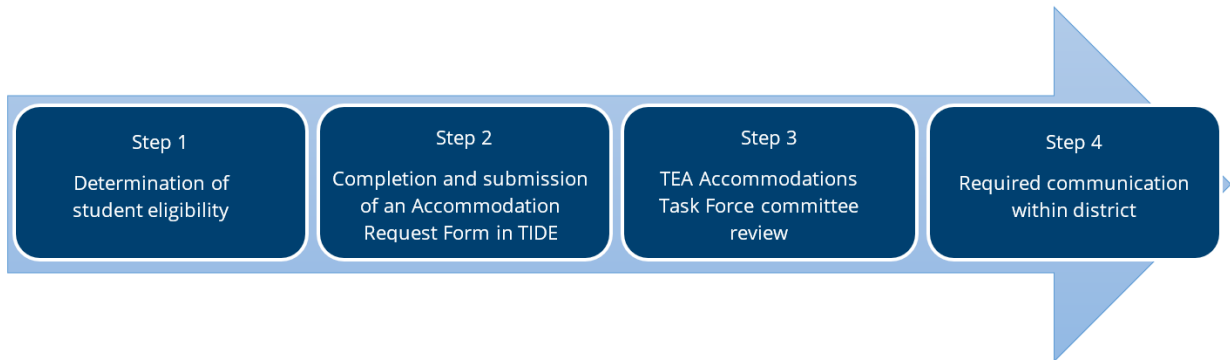 Step 1
Determination of
student eligibility
Step 2
Completion and submission
of an Accommodation
Request Form in TIDE
Step 3
TEA Accommodations
Task Force committee
review
Step 4
Required communication
within district